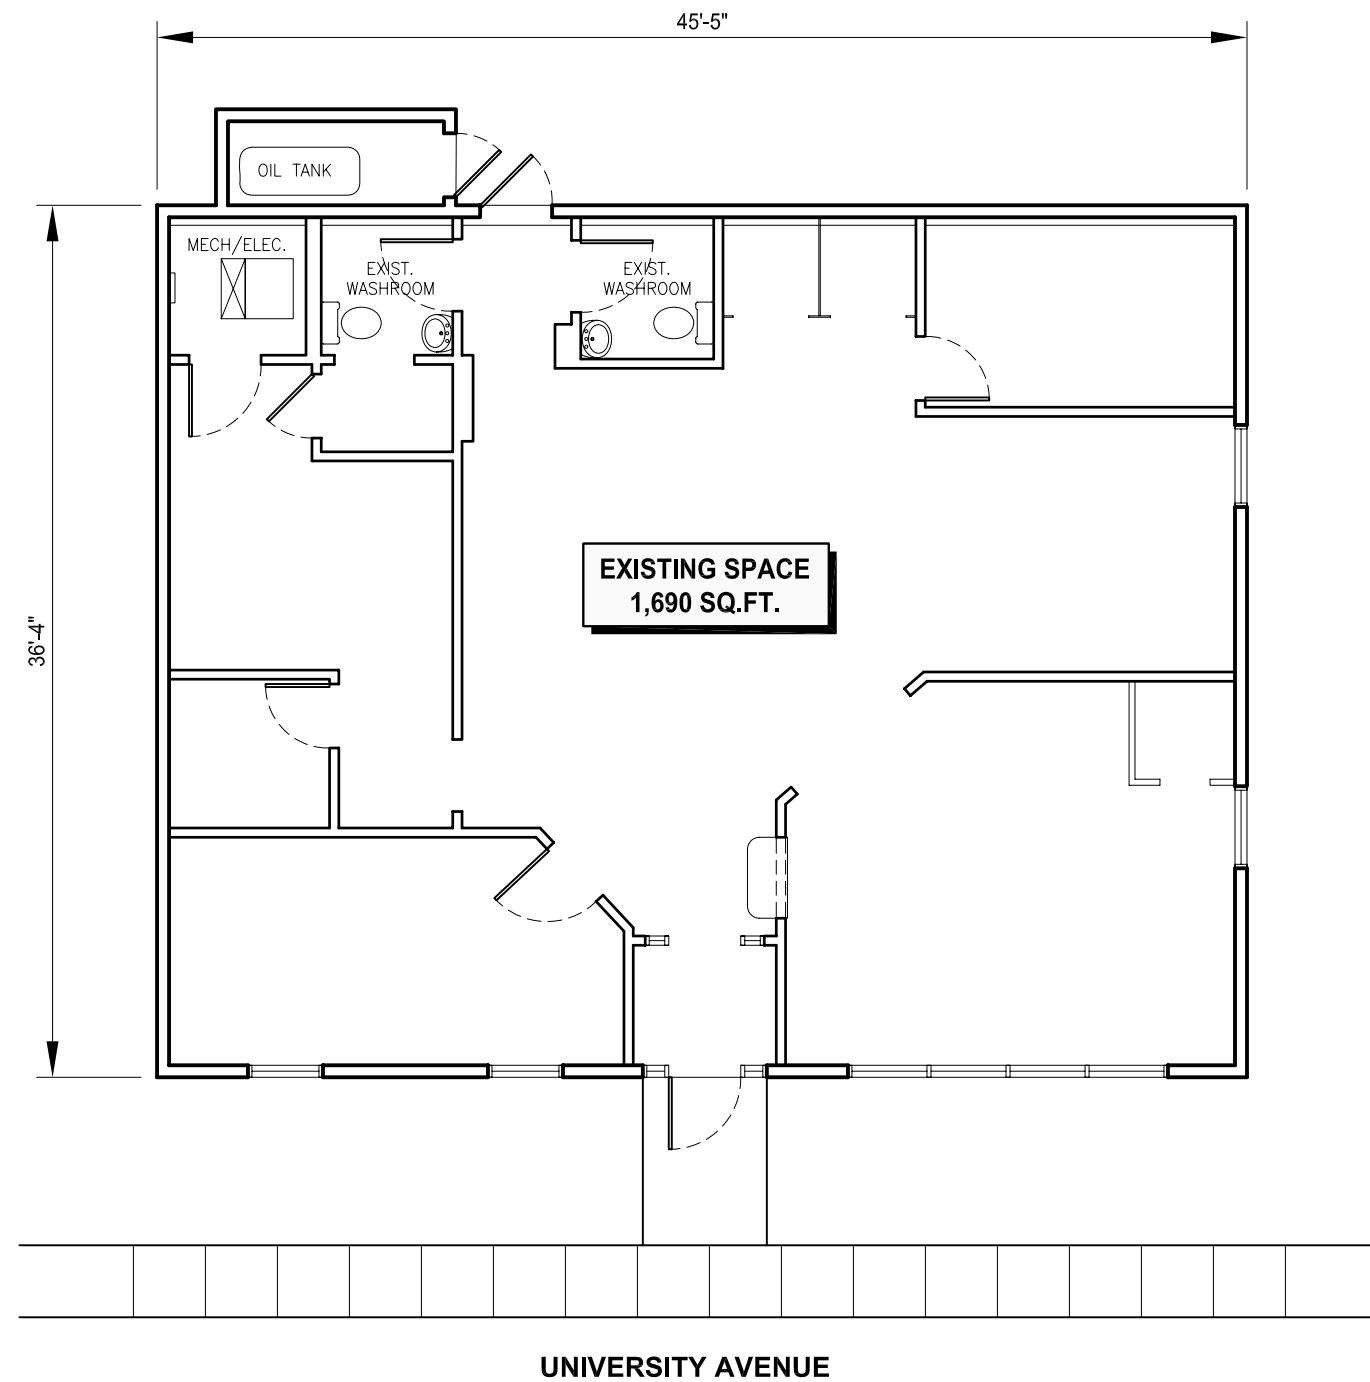 45'-5"
OIL TANK
MECH/ELEC.
EXIST.
WASHROOM
EXIST.
WASHROOM
EXISTING SPACE
1,690 SQ.FT.
36'-4"
UNIVERSITY AVENUE